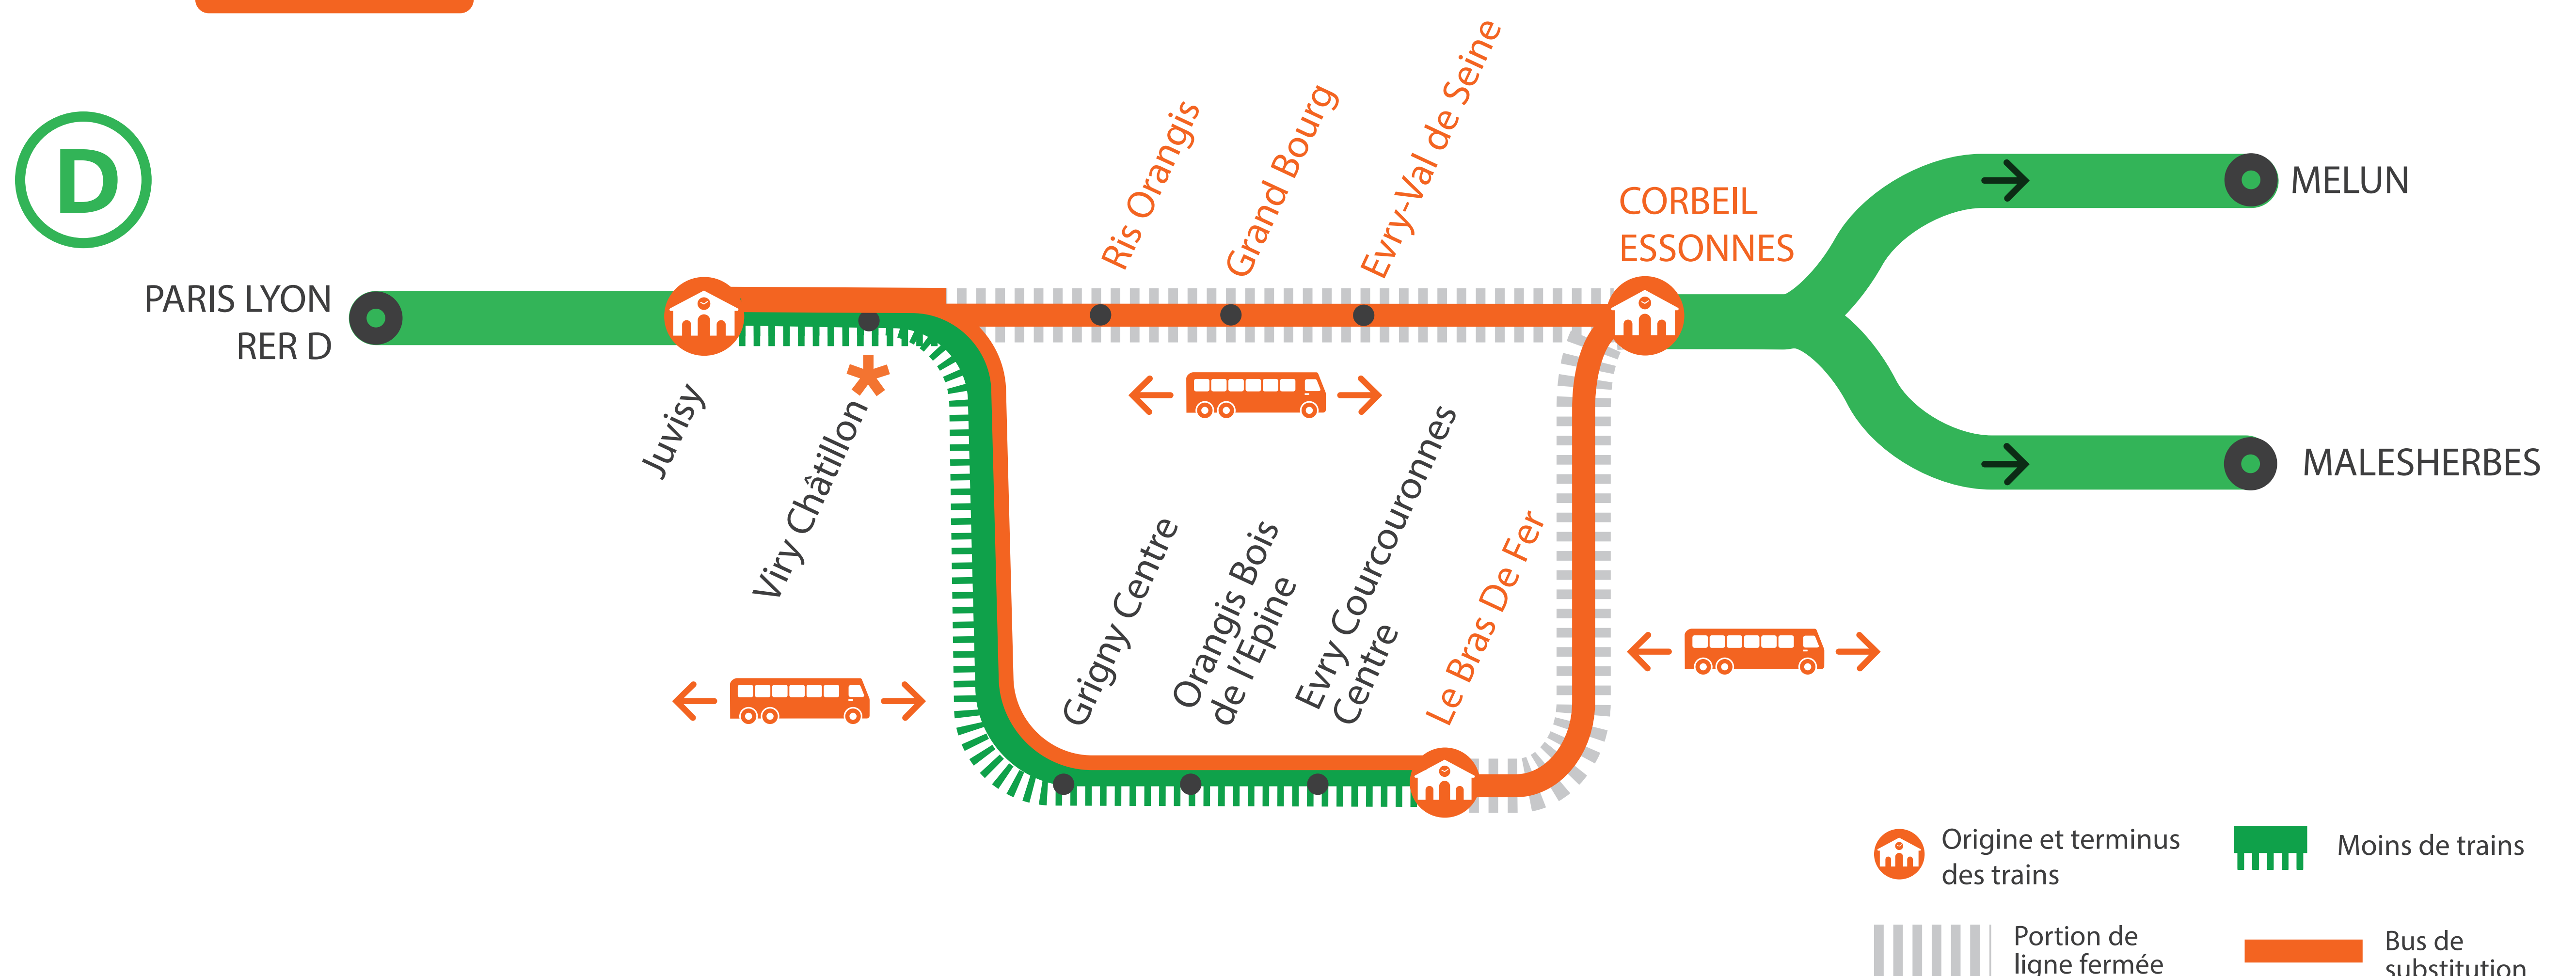 D
PARIS LYON
RER D
Juvisy
Viry Châtillon*
Ris Orangis
Grand Bourg
Evry-Val de Seine
CORBEIL
ESSONNES
MELUN
MALESHERBES
Grigny Centre
Orangis Bois
de l'Epine
Evry Courcouronnes
Centre
Le Bras De Fer
Origine et terminus
des trains
Moins de trains
Portion de
ligne fermée
Bus de
substitution